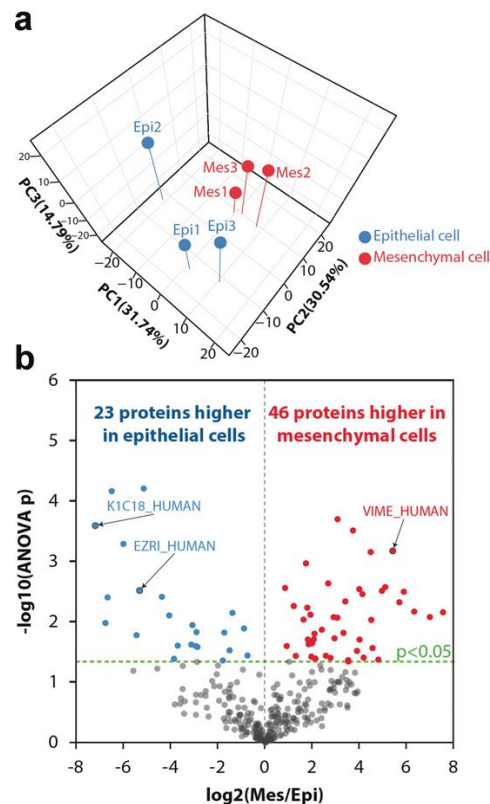 a
Epi2
Mes3
Mes2
Mes1
Epi1
Epi3
Epithelial cell
Mesenchymal cell
PC3(14.79%)
20
10
0
-10
-20
PC1(31.74%)
-20
-10
0
10
20
PC2(30.54%)
-20
-10
0
10
20
b
23 proteins higher
in epithelial cells
46 proteins higher in
mesenchymal cells
K1C18_HUMAN
EZRI_HUMAN
VIME_HUMAN
p<0.05
-log10(ANOVA p)
6
5
4
3
2
1
0
-8 -6 -4 -2 0 2 4 6 8
log2(Mes/Epi)